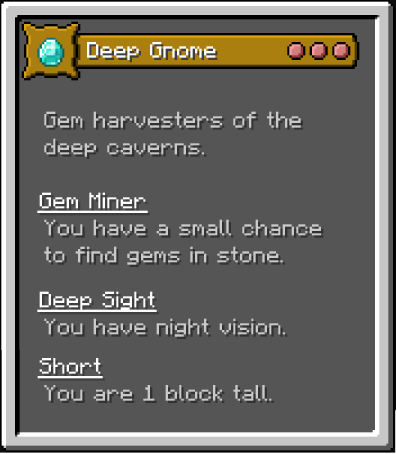 Deep Gnome
Gem harvesters of the
deep caverns.
Gem Miner
You have a small chance
to find gems in stone.
Deep Sight
You have night vision.
Short
You are 1 block tall.